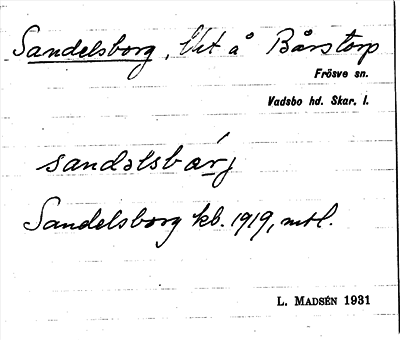 Sandelsborg, Lht å Bårstorp
Frösve sn.
Vadsbo hd. Skar. l.
sandəlsbårj
Sandelsborg kb. 1919, mtl.
L. MADSÉN 1931